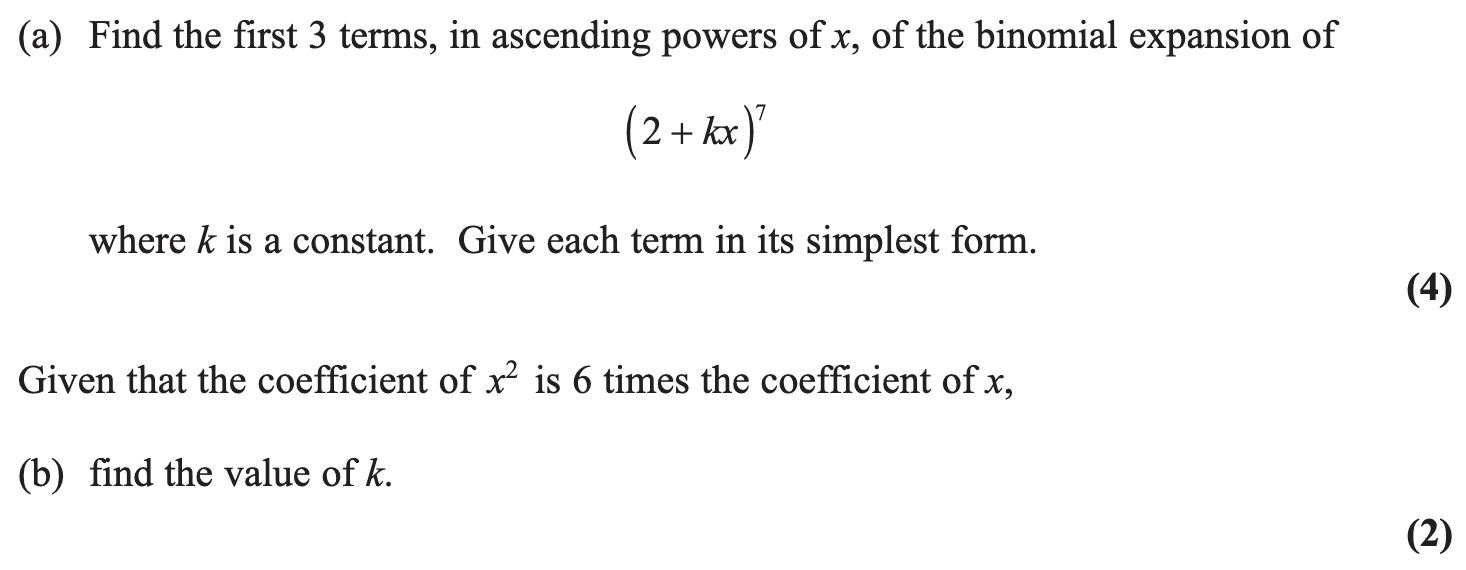 (a) Find the first 3 terms, in ascending powers of x, of the binomial expansion of
(2 + kx)⁷
where k is a constant. Give each term in its simplest form.
(4)
Given that the coefficient of x² is 6 times the coefficient of x,
(b) find the value of k.
(2)